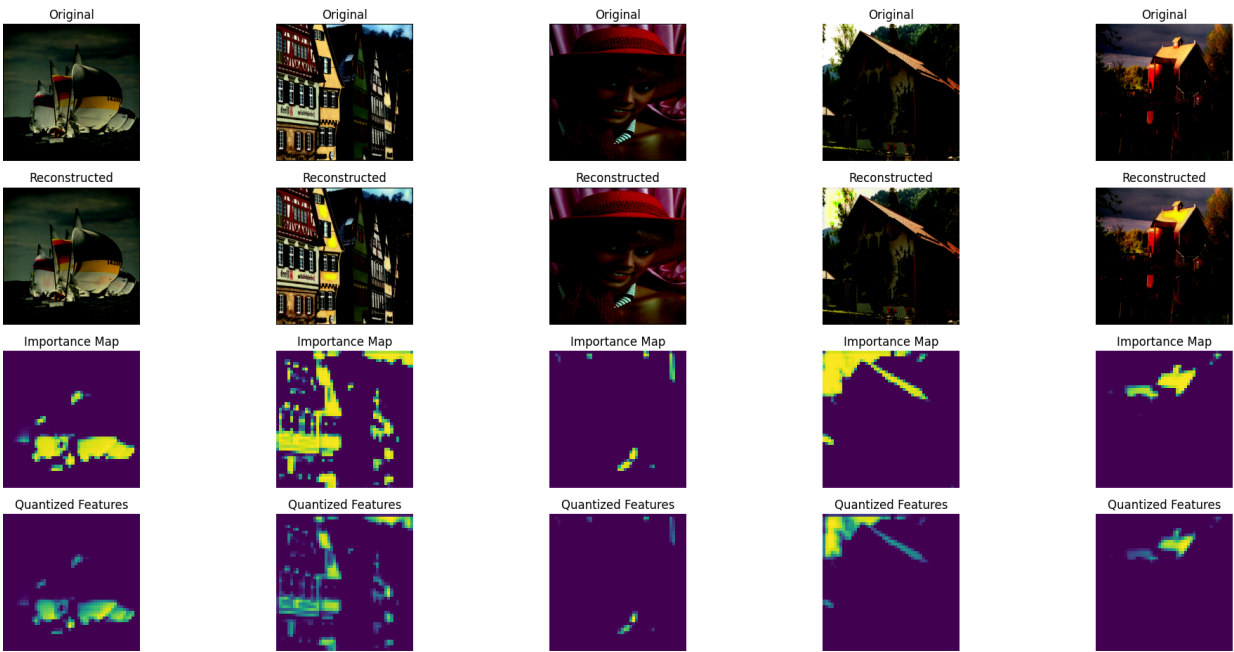 Original
Original
Original
Original
Original
Reconstructed
Reconstructed
Reconstructed
Reconstructed
Reconstructed
Importance Map
Importance Map
Importance Map
Importance Map
Importance Map
Quantized Features
Quantized Features
Quantized Features
Quantized Features
Quantized Features